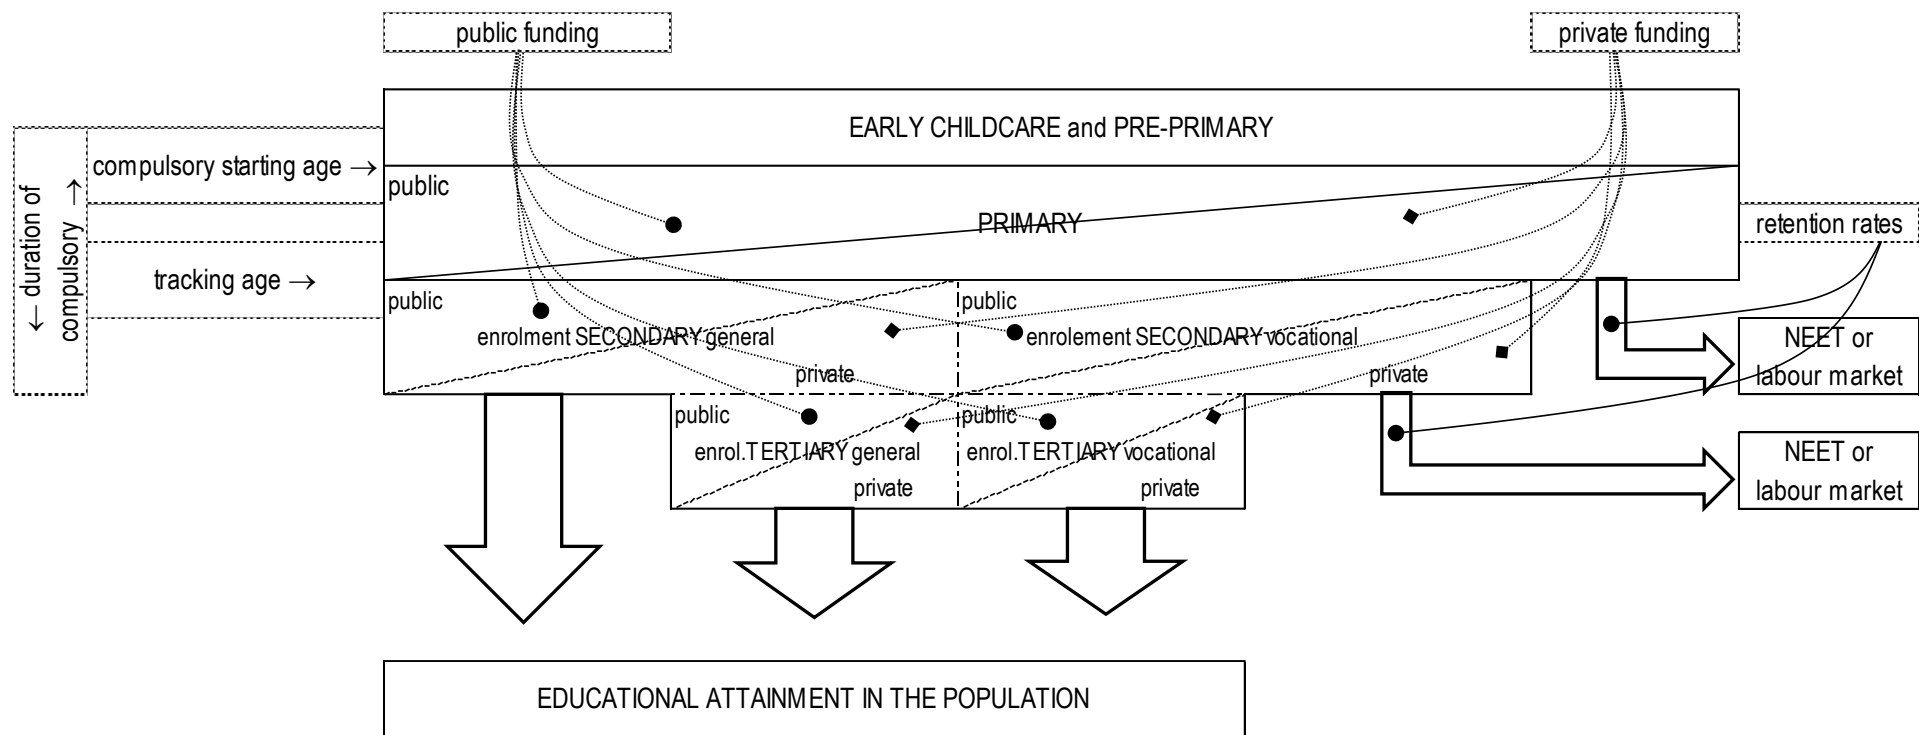 public funding
private funding
EARLY CHILDCARE and PRE-PRIMARY
← duration of
compulsory →
compulsory starting age →
public
PRIMARY
retention rates
tracking age →
public
public
enrolment SECONDARY general
enrolement SECONDARY vocational
private
private
NEET or
labour market
public
public
enrol.TERTIARY general
enrol.TERTIARY vocational
private
private
NEET or
labour market
EDUCATIONAL ATTAINMENT IN THE POPULATION